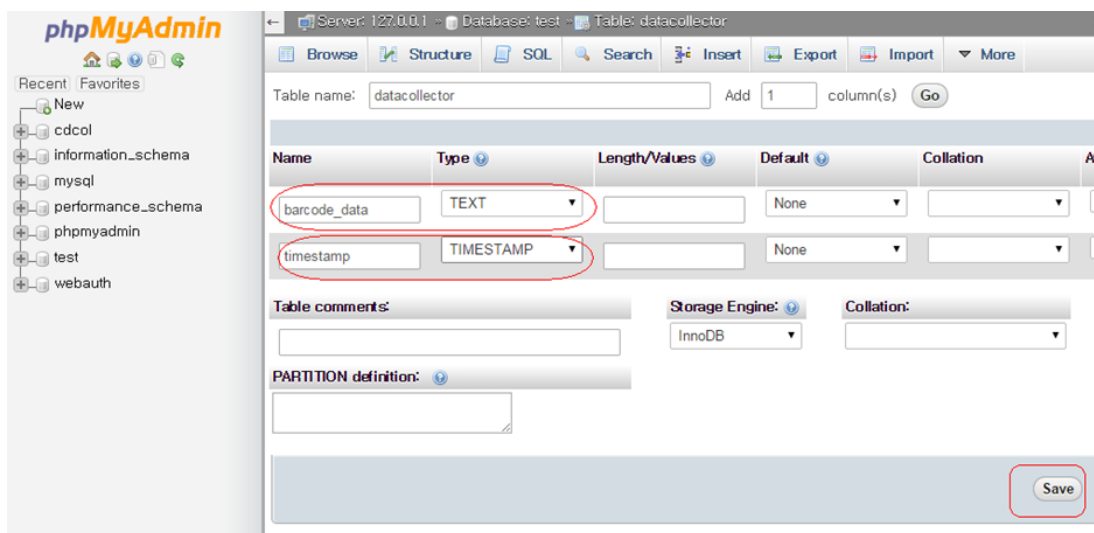 phpMyAdmin
Recent Favorites
New
cdcol
information_schema
mysql
performance_schema
phpmyadmin
test
webauth
Server: 127.0.0.1 » Database: test » Table: datacollector
Browse Structure SQL Search Insert Export Import More
Table name: datacollector Add 1 column(s) Go
Name Type Length/Values Default Collation A
barcode_data TEXT None
timestamp TIMESTAMP None
Table comments: Storage Engine: Collation:
InnoDB
PARTITION definition:
Save